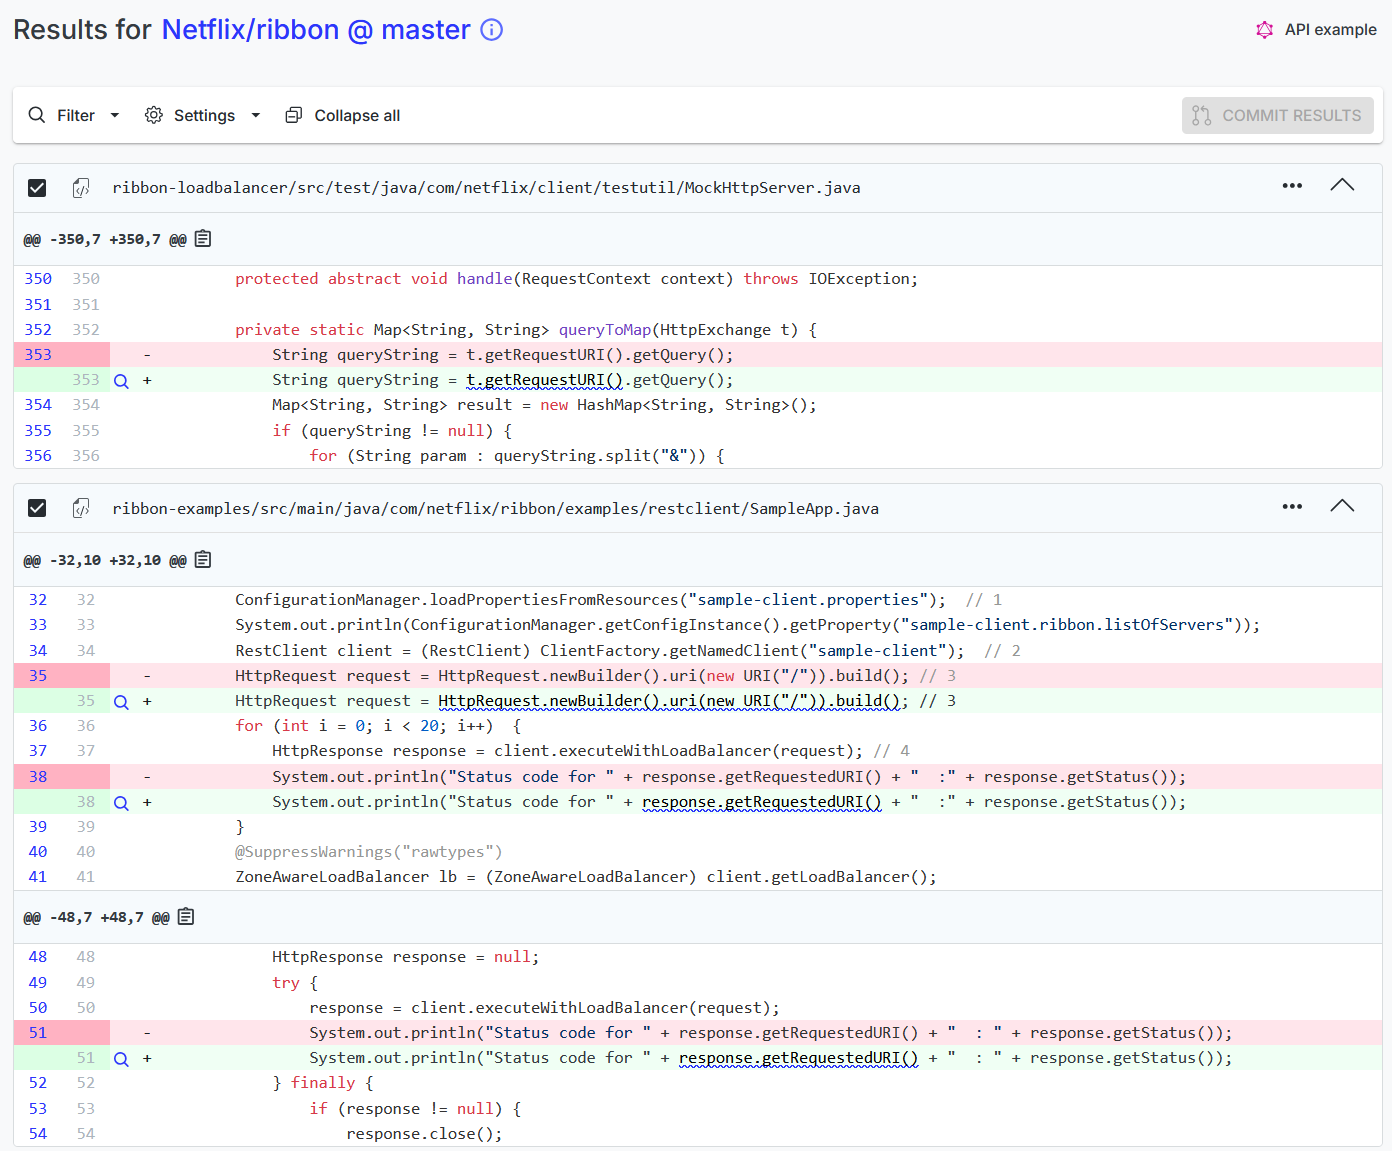 Results for Netflix/ribbon @ master
API example
Filter Settings Collapse all COMMIT RESULTS
ribbon-loadbalancer/src/test/java/com/netflix/client/testutil/MockHttpServer.java
@@ -350,7 +350,7 @@
350 350 protected abstract void handle(RequestContext context) throws IOException;
351 351
352 352 private static Map<String, String> queryToMap(HttpExchange t) {
353 - String queryString = t.getRequestURI().getQuery();
353 + String queryString = t.getRequestURI().getQuery();
354 354 Map<String, String> result = new HashMap<String, String>();
355 355 if (queryString != null) {
356 356 for (String param : queryString.split("&")) {
ribbon-examples/src/main/java/com/netflix/ribbon/examples/restclient/SampleApp.java
@@ -32,10 +32,10 @@
32 32 ConfigurationManager.loadPropertiesFromResources("sample-client.properties");  // 1
33 33 System.out.println(ConfigurationManager.getConfigInstance().getProperty("sample-client.ribbon.listOfServers"));
34 34 RestClient client = (RestClient) ClientFactory.getNamedClient("sample-client");  // 2
35 - HttpRequest request = HttpRequest.newBuilder().uri(new URI("/")).build(); // 3
35 + HttpRequest request = HttpRequest.newBuilder().uri(new URI("/")).build(); // 3
36 36 for (int i = 0; i < 20; i++)  {
37 37 HttpResponse response = client.executeWithLoadBalancer(request); // 4
38 - System.out.println("Status code for " + response.getRequestedURI() + "  :" + response.getStatus());
38 + System.out.println("Status code for " + response.getRequestedURI() + "  :" + response.getStatus());
39 39 }
40 40 @SuppressWarnings("rawtypes")
41 41 ZoneAwareLoadBalancer lb = (ZoneAwareLoadBalancer) client.getLoadBalancer();
@@ -48,7 +48,7 @@
48 48 HttpResponse response = null;
49 49 try {
50 50 response = client.executeWithLoadBalancer(request);
51 - System.out.println("Status code for " + response.getRequestedURI() + "  : " + response.getStatus());
51 + System.out.println("Status code for " + response.getRequestedURI() + "  : " + response.getStatus());
52 52 } finally {
53 53 if (response != null) {
54 54 response.close();